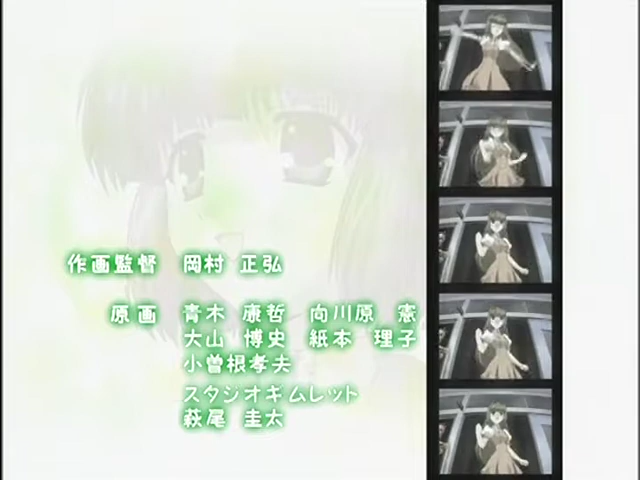 作画監督 岡村 正弘
原画 青木 康哲 向川原 憲
大山 博史 紙本 理子
小曽根孝夫
スタジオギムレット
萩尾 圭太